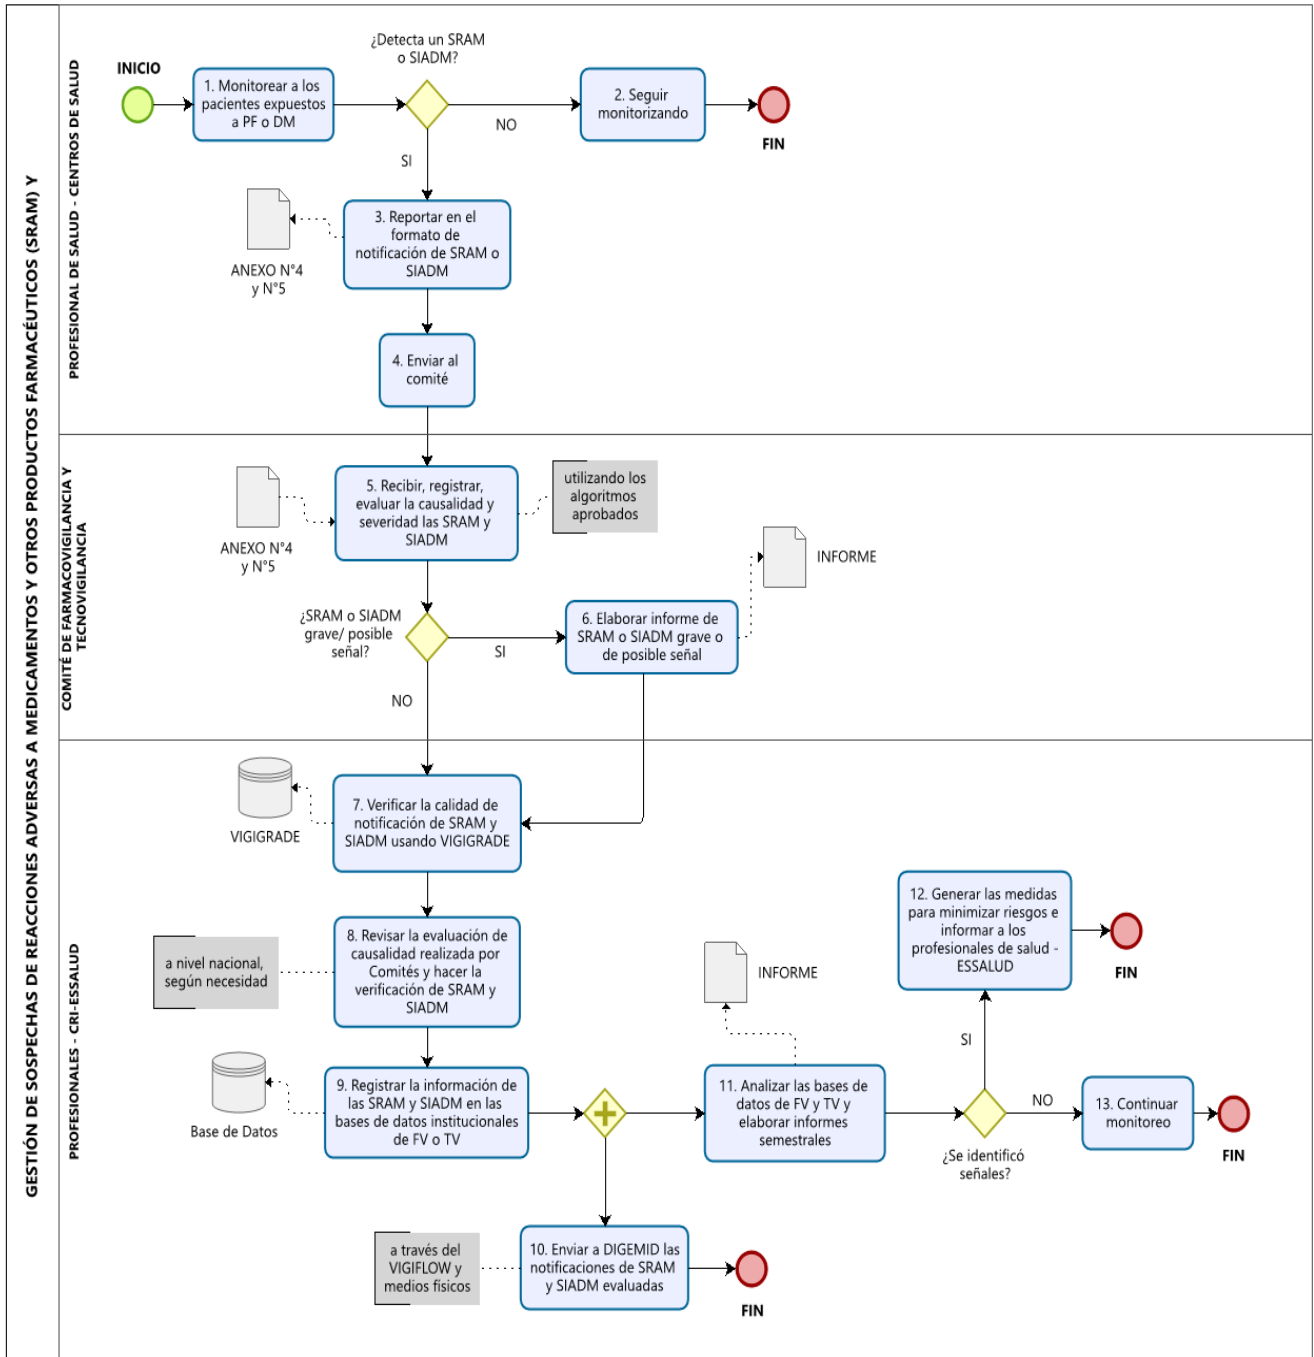 GESTIÓN DE SOSPECHAS DE REACCIONES ADVERSAS A MEDICAMENTOS Y OTROS PRODUCTOS FARMACÉUTICOS (SRAM) Y
PROFESIONAL DE SALUD - CENTROS DE SALUD
INICIO
1. Monitorear a los
pacientes expuestos
a PF o DM
¿Detecta un SRAM
o SIADM?
NO
2. Seguir
monitorizando
FIN
SI
3. Reportar en el
formato de
notificación de SRAM o
SIADM
ANEXO N°4
y N°5
4. Enviar al
comité
COMITÉ DE FARMACOVIGILANCIA Y
TECNOVIGILANCIA
5. Recibir, registrar,
evaluar la causalidad y
severidad las SRAM y
SIADM
ANEXO N°4
y N°5
utilizando los
algoritmos
aprobados
¿SRAM o SIADM
grave/ posible
señal?
SI
6. Elaborar informe de
SRAM o SIADM grave o
de posible señal
INFORME
NO
PROFESIONALES - CRI-ESSALUD
7. Verificar la calidad de
notificación de SRAM y
SIADM usando VIGIGRADE
VIGIGRADE
8. Revisar la evaluación de
causalidad realizada por
Comités y hacer la
verificación de SRAM y
SIADM
a nivel nacional,
según necesidad
9. Registrar la información de
las SRAM y SIADM en las
bases de datos institucionales
de FV o TV
Base de Datos
10. Enviar a DIGEMID las
notificaciones de SRAM
y SIADM evaluadas
a través del
VIGIFLOW y
medios físicos
FIN
11. Analizar las bases de
datos de FV y TV y
elaborar informes
semestrales
INFORME
¿Se identificó
señales?
SI
12. Generar las medidas
para minimizar riesgos e
informar a los
profesionales de salud -
ESSALUD
FIN
NO
13. Continuar
monitoreo
FIN